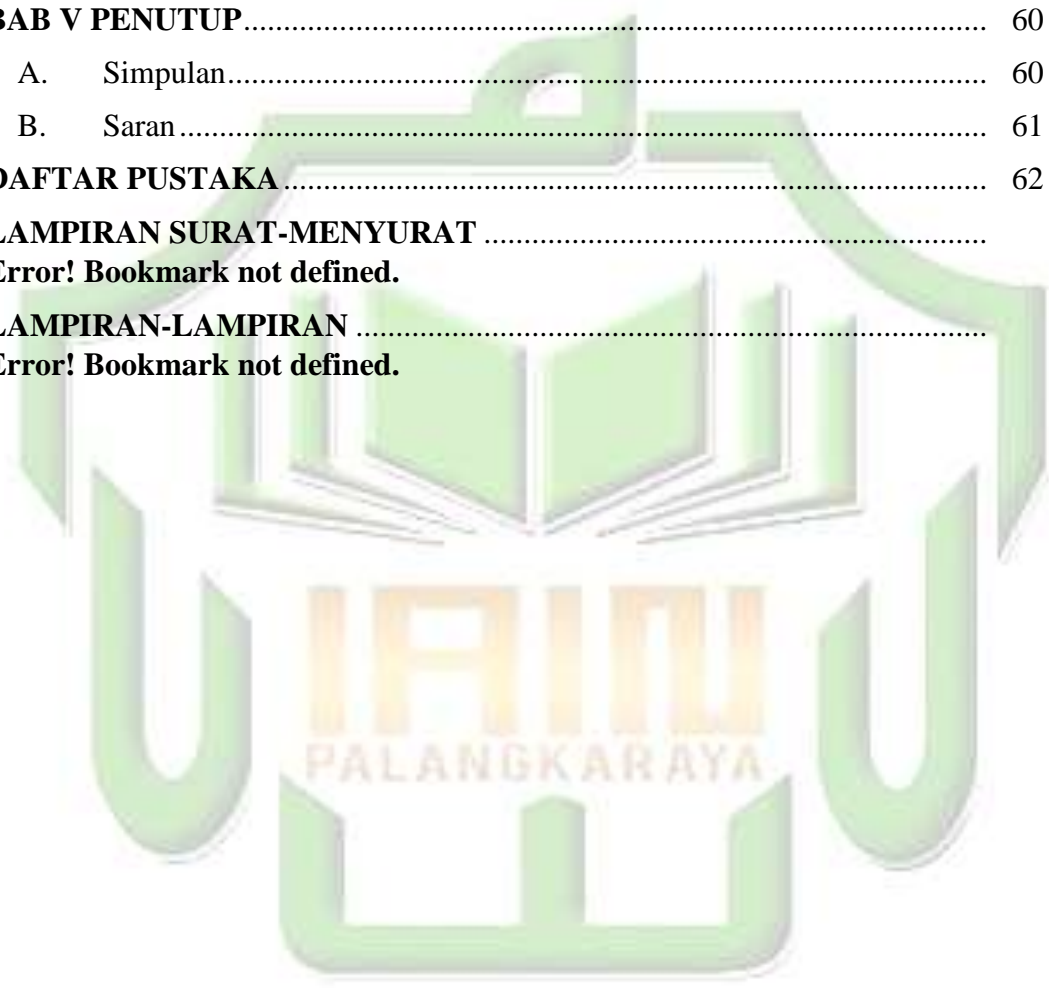 BAB V PENUTUP........................................................................................ 60
A. Simpulan........................................................................................ 60
B. Saran........................................................................................ 61
DAFTAR PUSTAKA........................................................................................ 62
LAMPIRAN SURAT-MENYURAT........................................................................................
Error! Bookmark not defined.
LAMPIRAN-LAMPIRAN........................................................................................
Error! Bookmark not defined.
IAIN
PALANGKARAYA